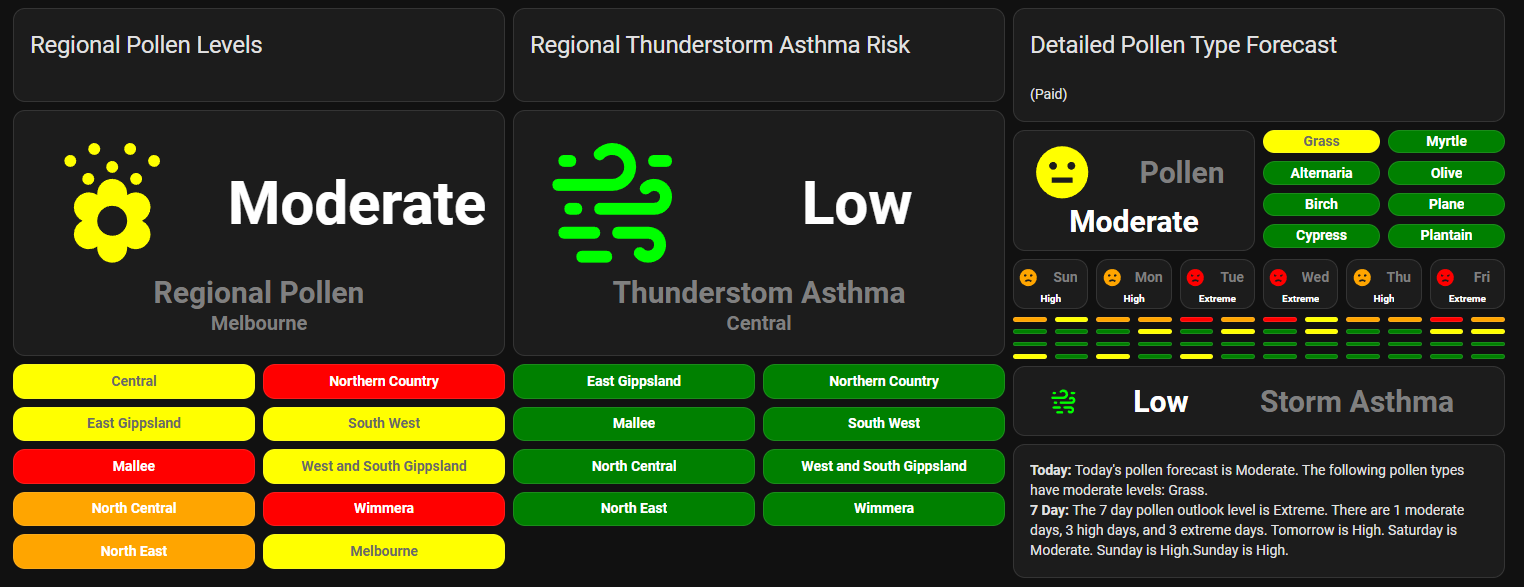 Regional Pollen Levels
Moderate
Regional Pollen
Melbourne
Central
Northern Country
East Gippsland
South West
Mallee
West and South Gippsland
North Central
Wimmera
North East
Melbourne
Regional Thunderstorm Asthma Risk
Low
Thunderstom Asthma
Central
East Gippsland
Northern Country
Mallee
South West
North Central
West and South Gippsland
North East
Wimmera
Detailed Pollen Type Forecast
(Paid)
Pollen
Moderate
Grass
Myrtle
Alternaria
Olive
Birch
Plane
Cypress
Plantain
Sun
High
Mon
High
Tue
Extreme
Wed
Extreme
Thu
High
Fri
Extreme
Low
Storm Asthma
Today: Today's pollen forecast is Moderate. The following pollen types
have moderate levels: Grass.
7 Day: The 7 day pollen outlook level is Extreme. There are 1 moderate
days, 3 high days, and 3 extreme days. Tomorrow is High. Saturday is
Moderate. Sunday is High.Sunday is High.